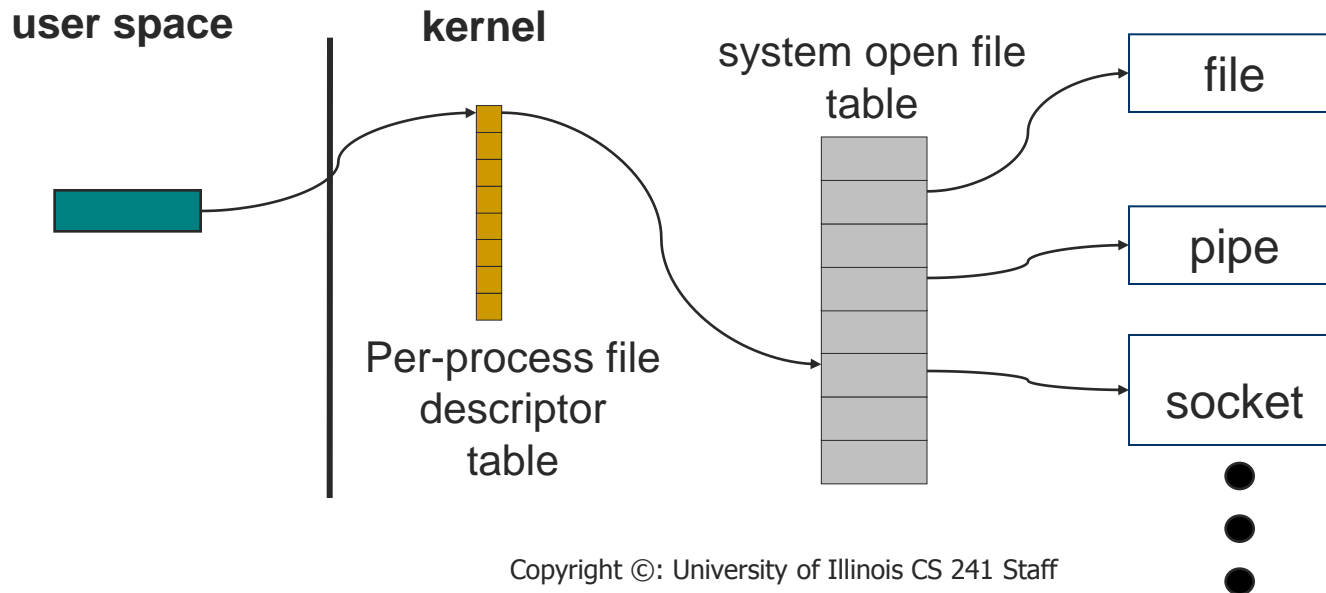 user space
kernel
system open file
table
file
pipe
socket
Per-process file
descriptor
table
Copyright ©: University of Illinois CS 241 Staff